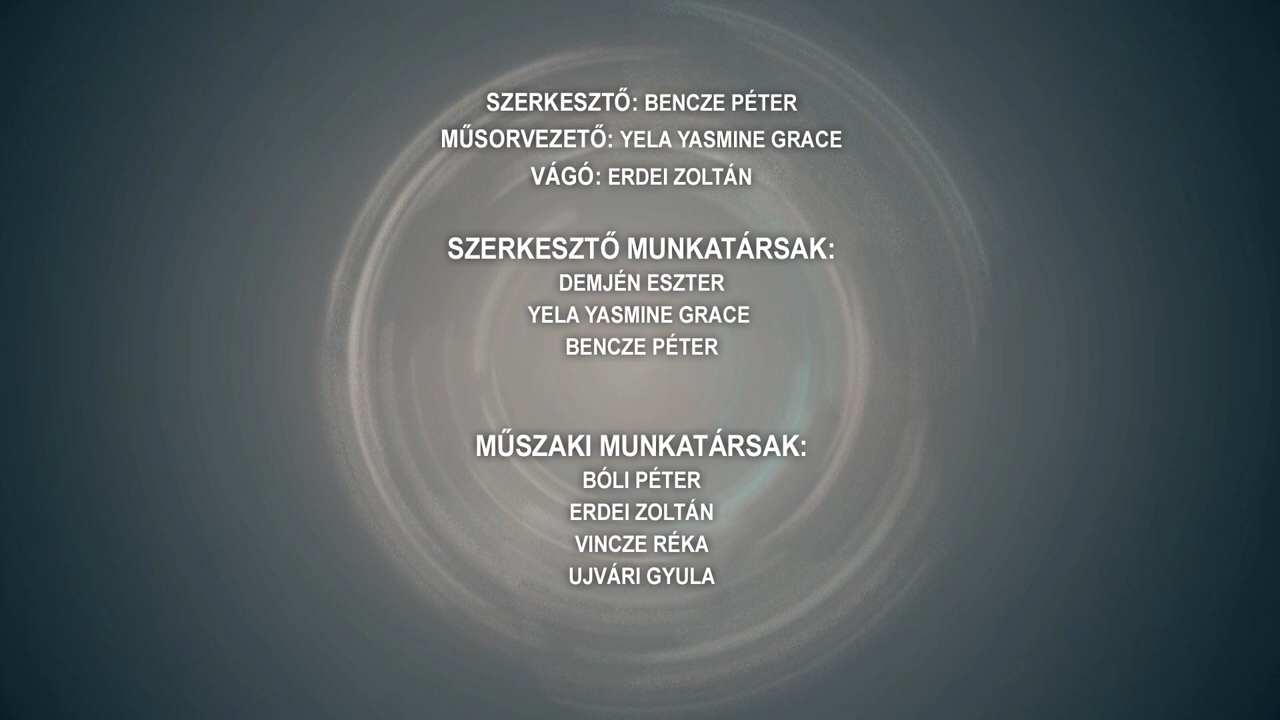 SZERKESZTŐ: BENCZE PÉTER
MŰSORVEZETŐ: YELA YASMINE GRACE
VÁGÓ: ERDEI ZOLTÁN
SZERKESZTŐ MUNKATÁRSAK:
DEMJÉN ESZTER
YELA YASMINE GRACE
BENCZE PÉTER
MŰSZAKI MUNKATÁRSAK:
BÓLI PÉTER
ERDEI ZOLTÁN
VINCZE RÉKA
UJVÁRI GYULA